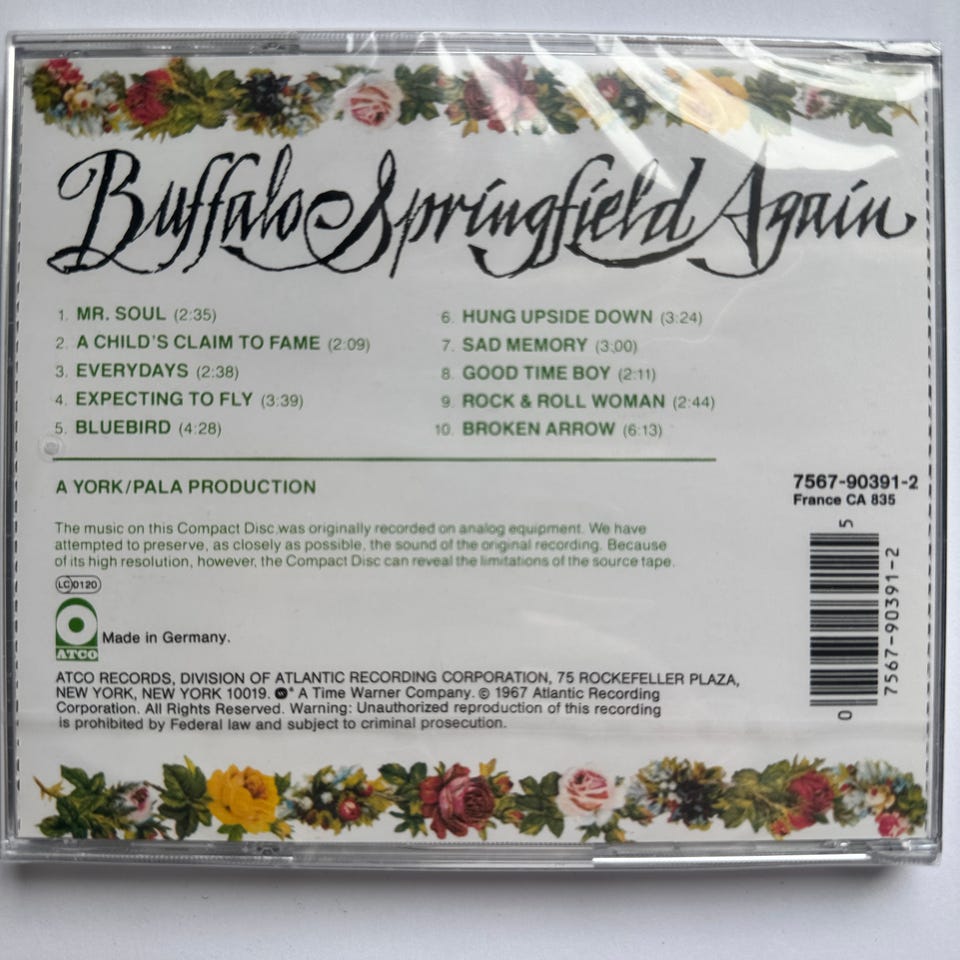 Buffalo Springfield Again
1. MR. SOUL (2:35)
2. A CHILD'S CLAIM TO FAME (2:09)
3. EVERYDAYS (2:38)
4. EXPECTING TO FLY (3:39)
5. BLUEBIRD (4:28)
6. HUNG UPSIDE DOWN (3:24)
7. SAD MEMORY (3:00)
8. GOOD TIME BOY (2:11)
9. ROCK & ROLL WOMAN (2:44)
10. BROKEN ARROW (6:13)
A YORK/PALA PRODUCTION
7567-90391-2
France CA 835
The music on this Compact Disc was originally recorded on analog equipment. We have
attempted to preserve, as closely as possible, the sound of the original recording. Because
of its high resolution, however, the Compact Disc can reveal the limitations of the source tape.
LC 0120
ATCO
Made in Germany.
ATCO RECORDS, DIVISION OF ATLANTIC RECORDING CORPORATION, 75 ROCKEFELLER PLAZA,
NEW YORK, NEW YORK 10019. * A Time Warner Company. © 1967 Atlantic Recording
Corporation. All Rights Reserved. Warning: Unauthorized reproduction of this recording
is prohibited by Federal law and subject to criminal prosecution.
0 7567-90391-2 5